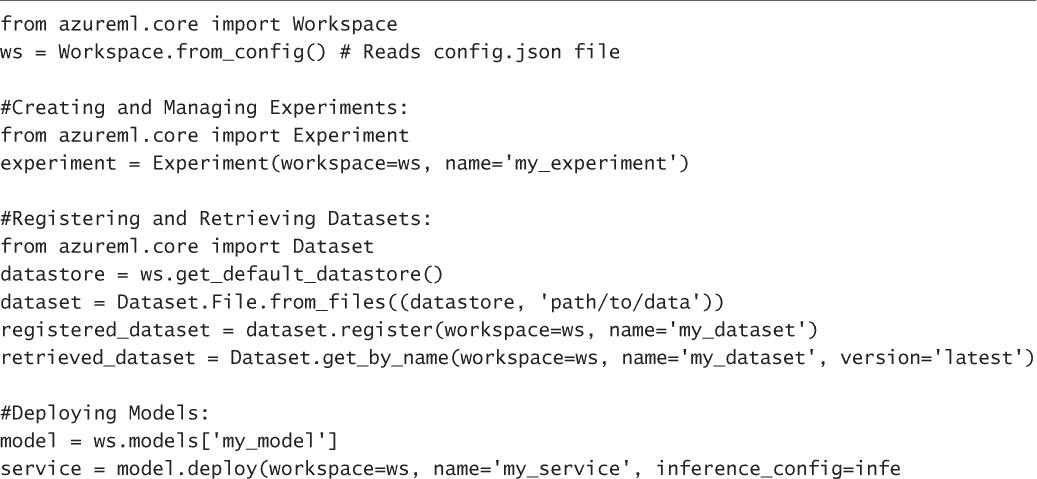 from azureml.core import Workspace
ws = Workspace.from_config() # Reads config.json file
#Creating and Managing Experiments:
from azureml.core import Experiment
experiment = Experiment(workspace=ws, name='my_experiment')
#Registering and Retrieving Datasets:
from azureml.core import Dataset
datastore = ws.get_default_datastore()
dataset = Dataset.File.from_files((datastore, 'path/to/data'))
registered_dataset = dataset.register(workspace=ws, name='my_dataset')
retrieved_dataset = Dataset.get_by_name(workspace=ws, name='my_dataset', version='latest')
#Deploying Models:
model = ws.models['my_model']
service = model.deploy(workspace=ws, name='my_service', inference_config=infe